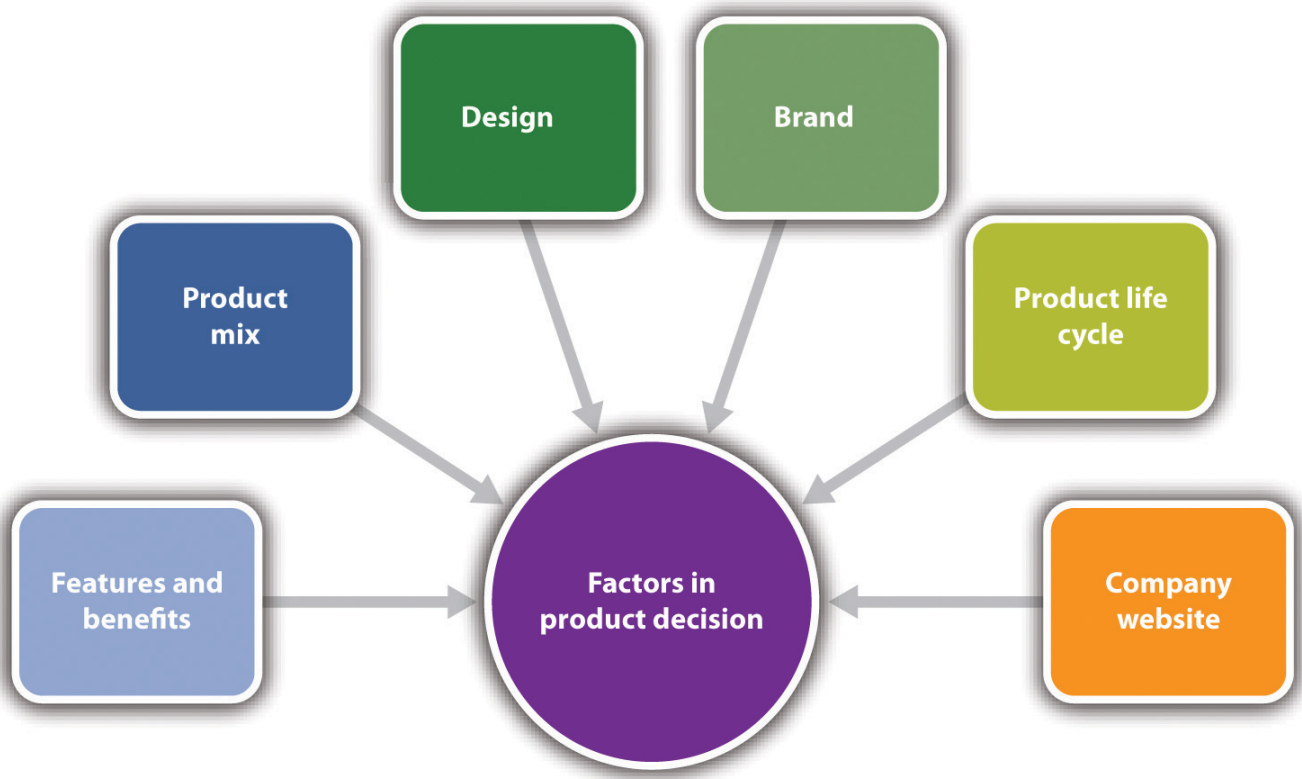 Design
Brand
Product
mix
Product life
cycle
Features and
benefits
Factors in
product decision
Company
website